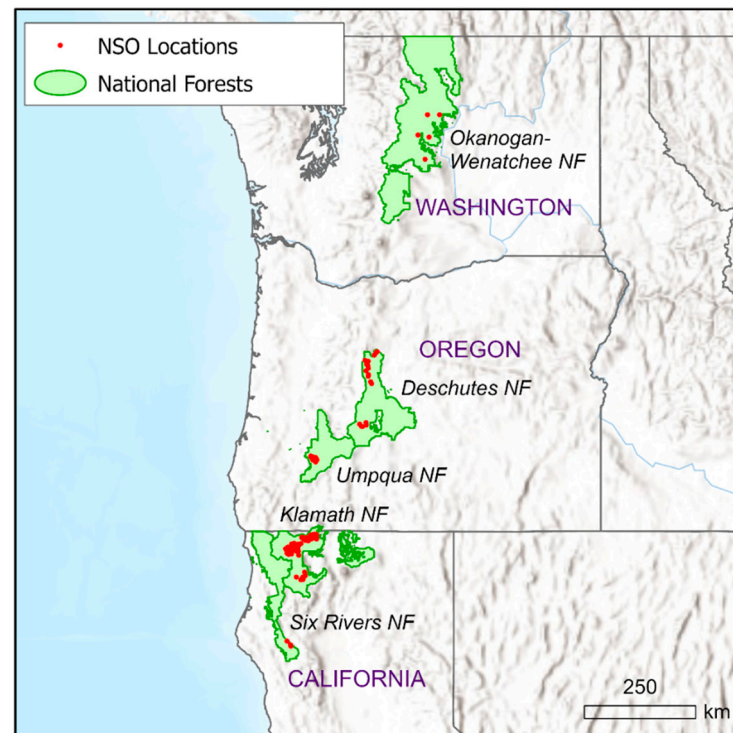 NSO Locations
National Forests
Okanogan-
Wenatchee NF
WASHINGTON
OREGON
Deschutes NF
Umpqua NF
Klamath NF
Six Rivers NF
CALIFORNIA
250
km